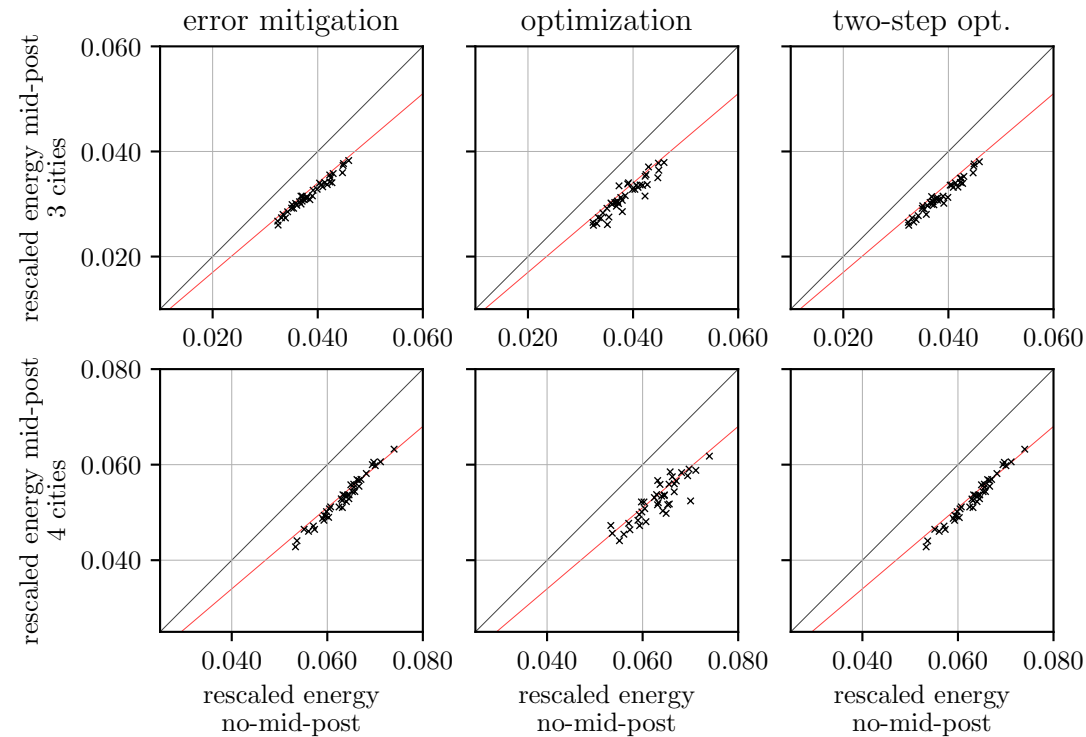 error mitigation
optimization
two-step opt.
rescaled energy mid-post
3 cities
0.060
0.040
0.020
0.020 0.040 0.060
0.020 0.040 0.060
0.020 0.040 0.060
rescaled energy mid-post
4 cities
0.080
0.060
0.040
0.040 0.060 0.080
0.040 0.060 0.080
0.040 0.060 0.080
rescaled energy
no-mid-post
rescaled energy
no-mid-post
rescaled energy
no-mid-post